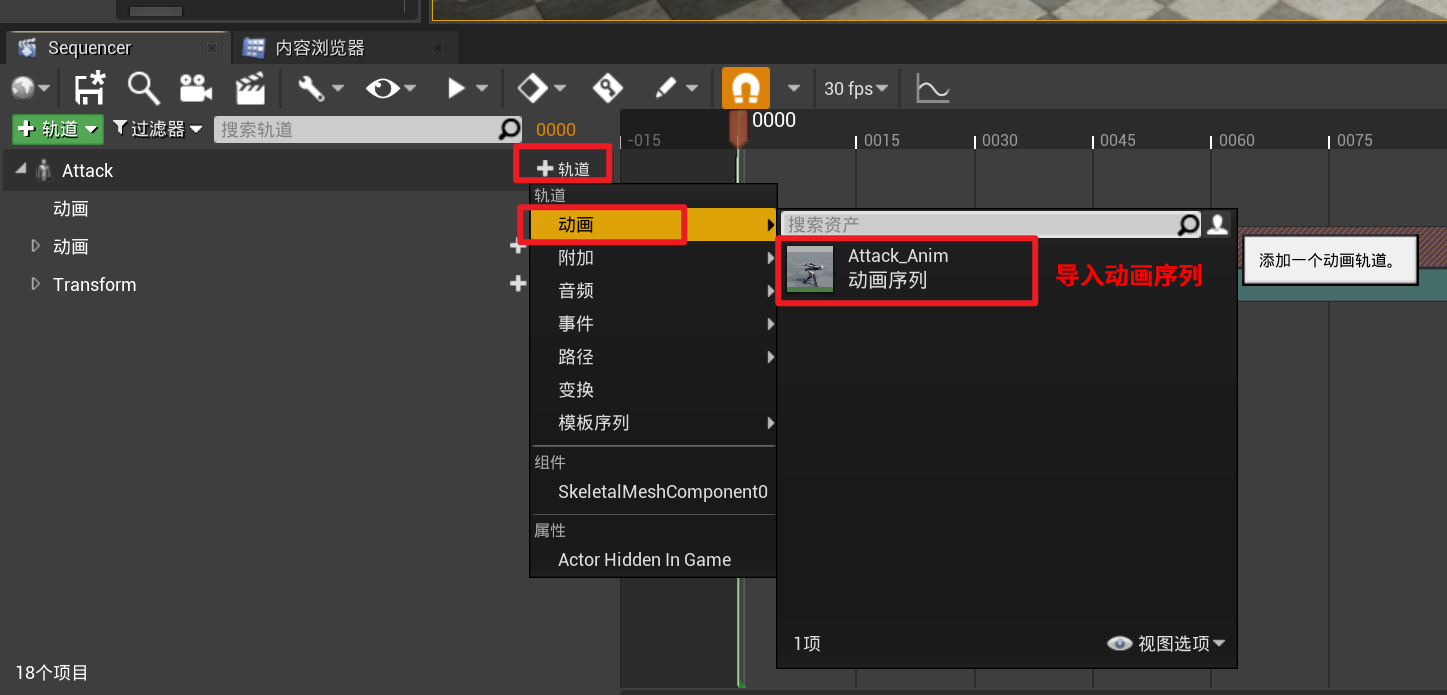 Sequencer
内容浏览器
30 fps
轨道
过滤器
搜索轨道
0000
0000
-015
0015
0030
0045
0060
0075
Attack
轨道
动画
动画
Transform
轨道
动画
附加
音频
事件
路径
变换
模板序列
组件
SkeletalMeshComponent0
属性
Actor Hidden In Game
搜索资产
Attack_Anim
动画序列
导入动画序列
添加一个动画轨道。
1项
视图选项
18个项目